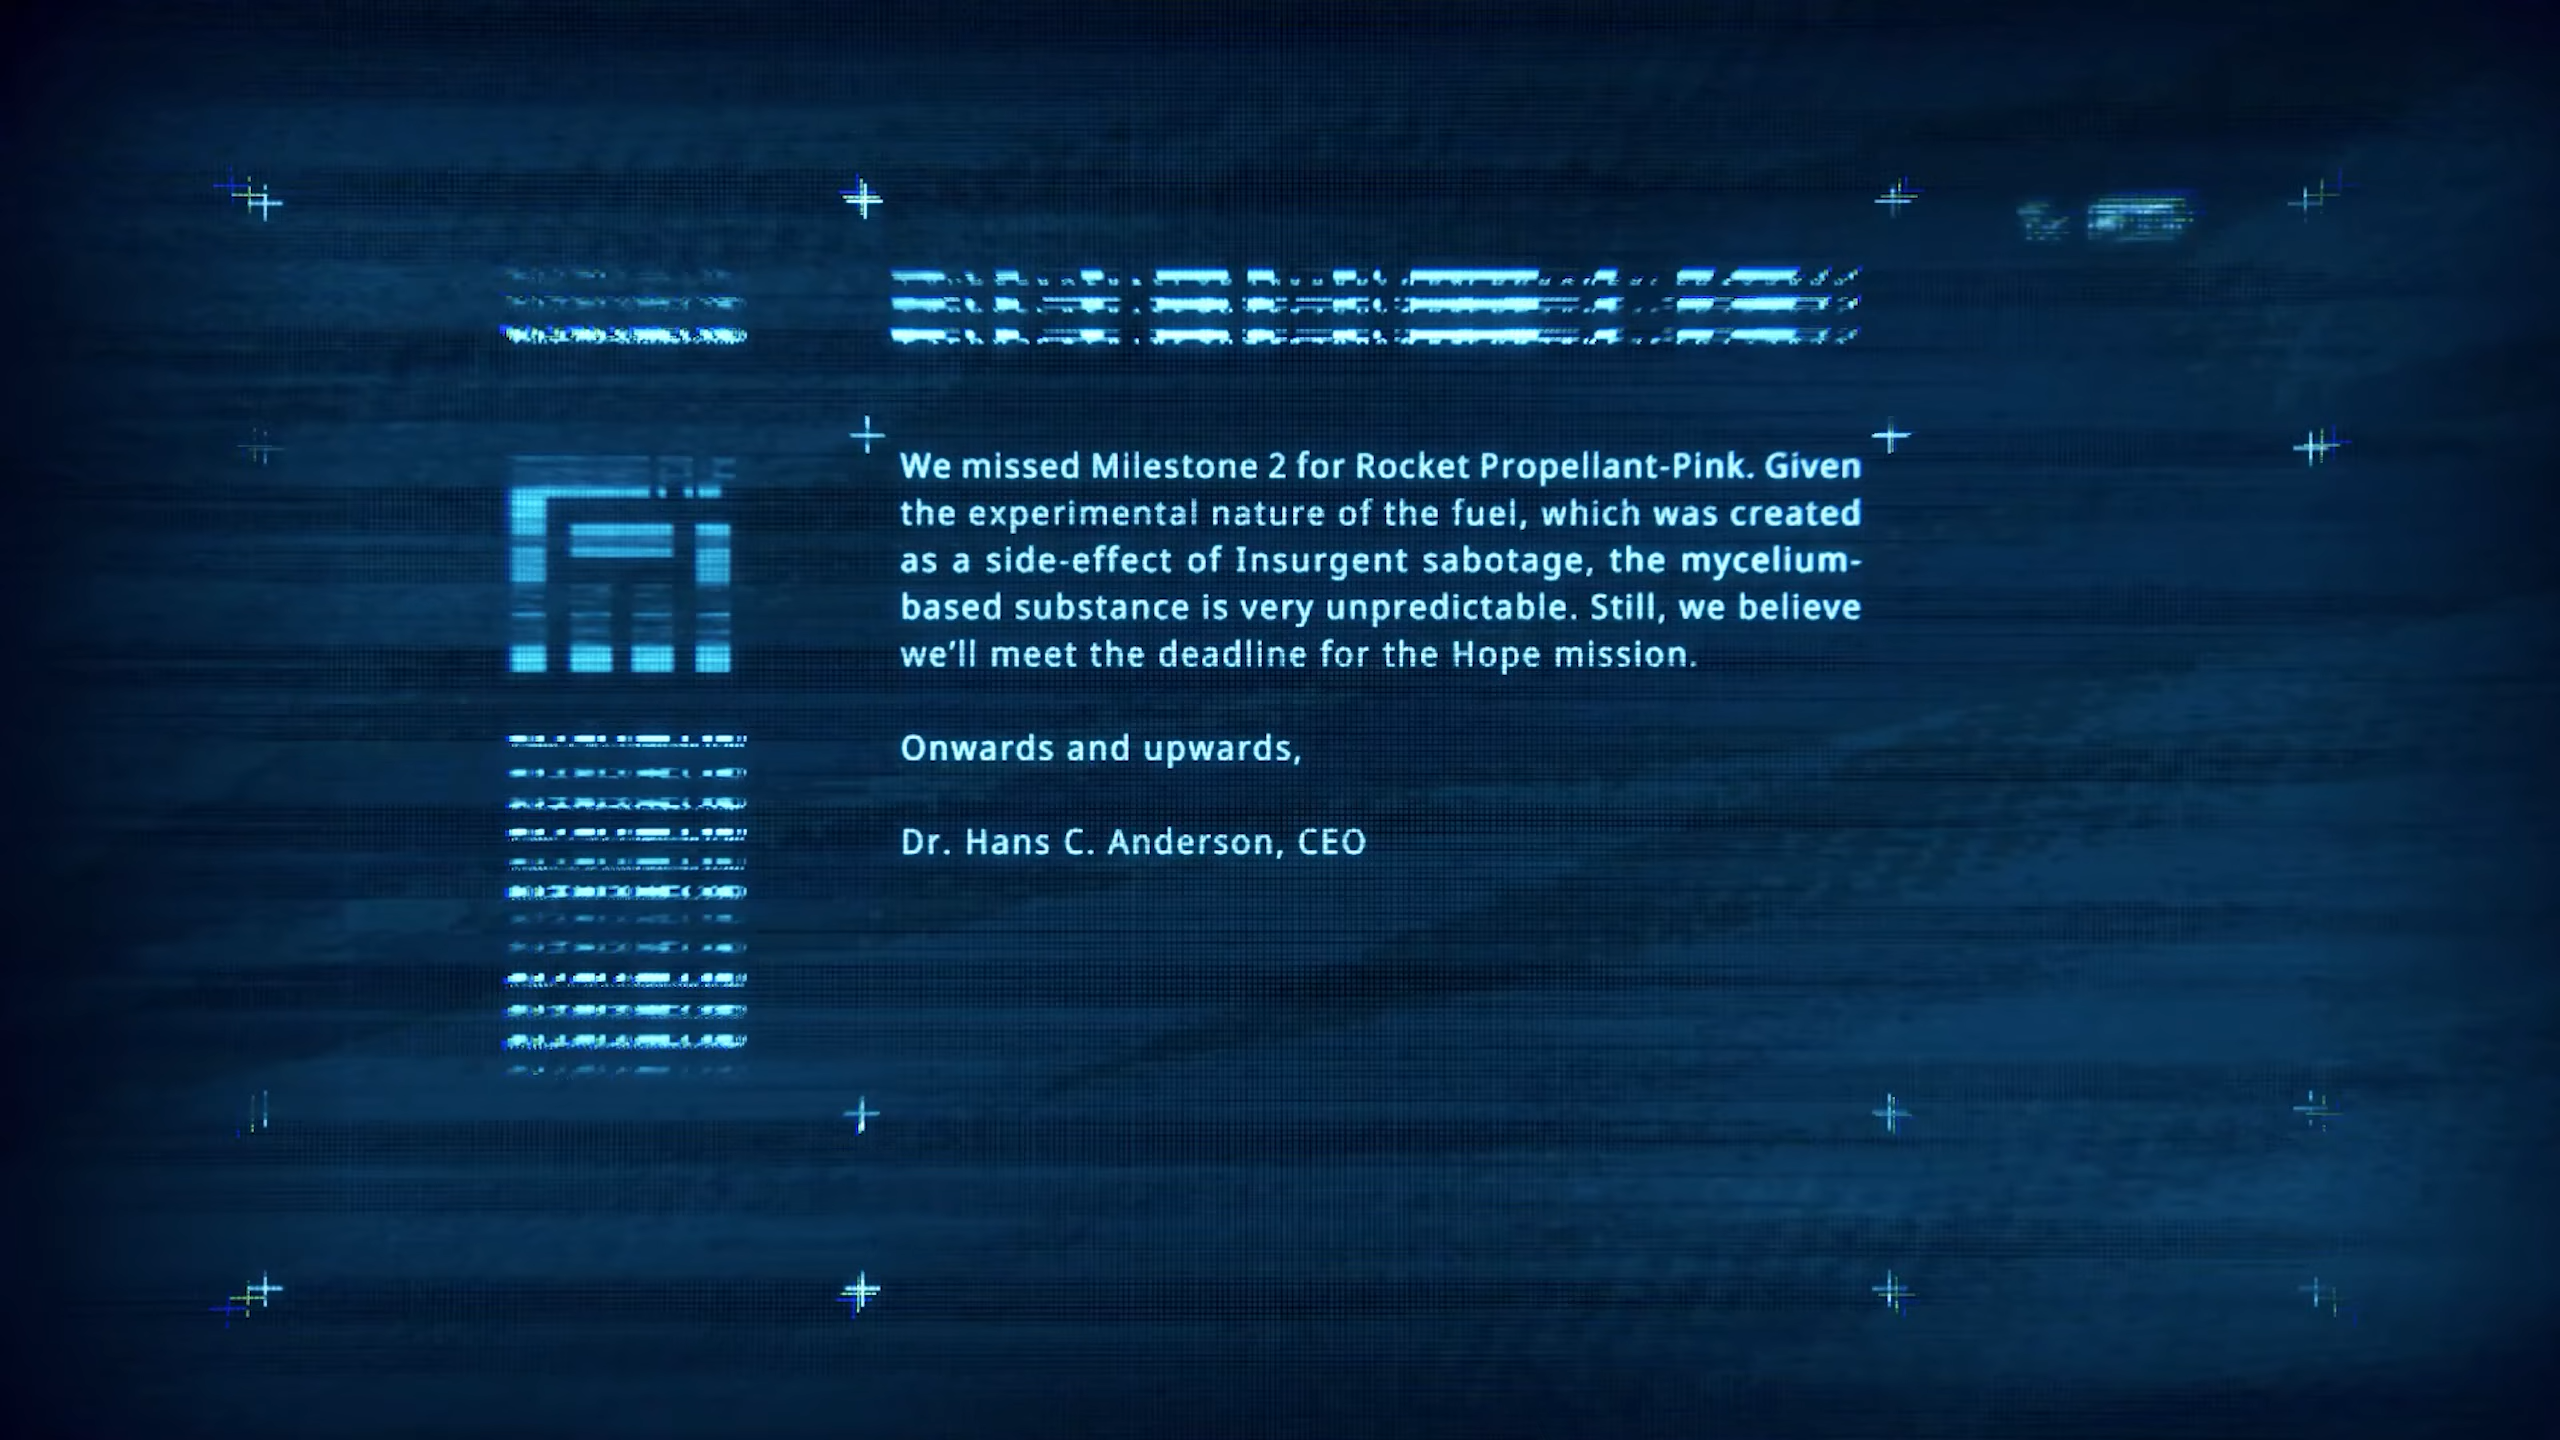 We missed Milestone 2 for Rocket Propellant-Pink. Given
the experimental nature of the fuel, which was created
as a side-effect of Insurgent sabotage, the mycelium-
based substance is very unpredictable. Still, we believe
we’ll meet the deadline for the Hope mission.
Onwards and upwards,
Dr. Hans C. Anderson, CEO